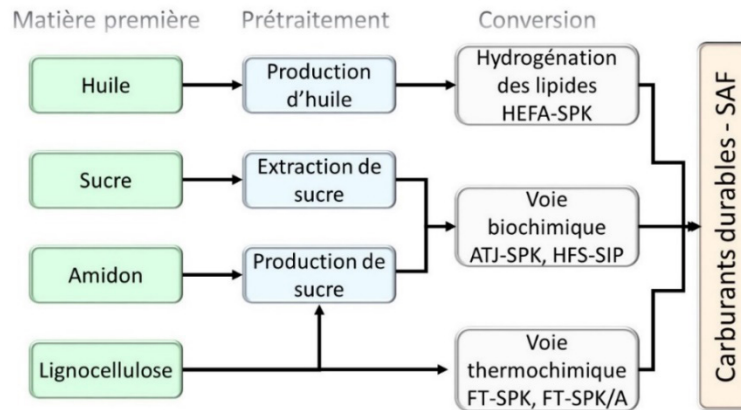 Matière première
Prétraitement
Conversion
Huile
Production
d’huile
Hydrogénation
des lipides
HEFA-SPK
Sucre
Extraction de
sucre
Voie
biochimique
ATJ-SPK, HFS-SIP
Amidon
Production de
sucre
Lignocellulose
Voie
thermochimique
FT-SPK, FT-SPK/A
Carburants durables - SAF